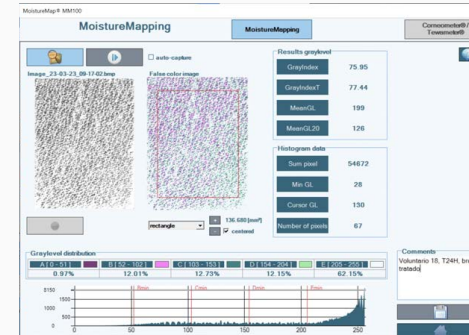 MoistureMap® MM100
MoistureMapping
MoistureMapping
Corneometer® /
Tewameter®
auto-capture
Image_23-03-23_09-17-02.bmp
False color image
Results graylevel
GrayIndex 75.95
GrayIndexT 77.44
MeanGL 199
MeanGL20 126
Histogram data
Sum pixel 54672
Min GL 28
Cursor GL 130
Number of pixels 67
rectangle
136.680 [mm²]
centered
Graylevel distribution
A [ 0 - 51 ] B [ 52 - 102 ] C [ 103 - 153 ] D [ 154 - 204 ] E [ 205 - 255 ]
0.97% 12.01% 12.73% 12.15% 62.15%
Comments
Voluntario 18, T24H, bra
tratado
1500
1000
500
0
0 50 100 150 200 250